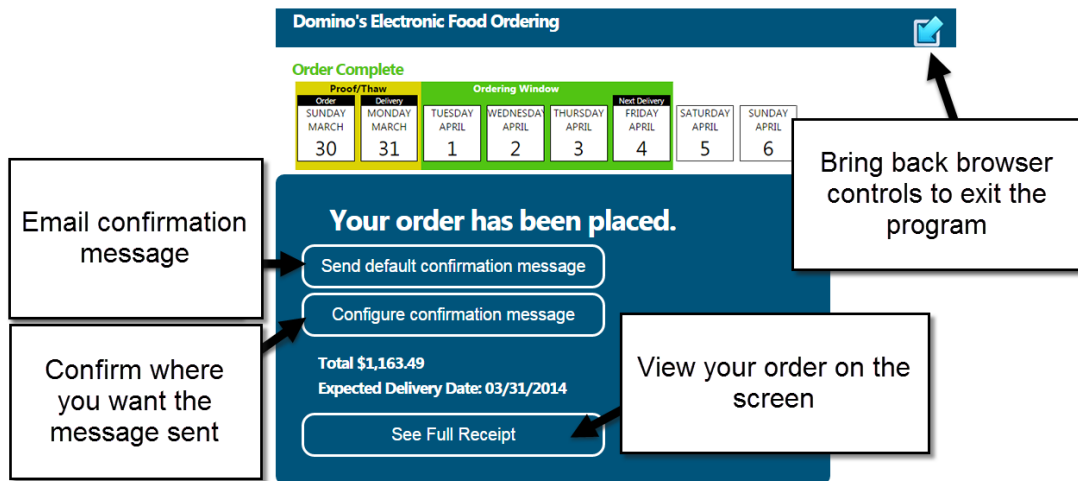 Domino's Electronic Food Ordering
Order Complete
Proof/Thaw Ordering Window
Order Delivery Next Delivery
SUNDAY MONDAY TUESDAY WEDNESDAY THURSDAY FRIDAY SATURDAY SUNDAY
MARCH MARCH APRIL APRIL APRIL APRIL APRIL APRIL
30 31 1 2 3 4 5 6
Bring back browser
controls to exit the
program
Your order has been placed.
Email confirmation
message
Send default confirmation message
Configure confirmation message
Confirm where
you want the
message sent
Total $1,163.49
Expected Delivery Date: 03/31/2014
View your order on the
screen
See Full Receipt